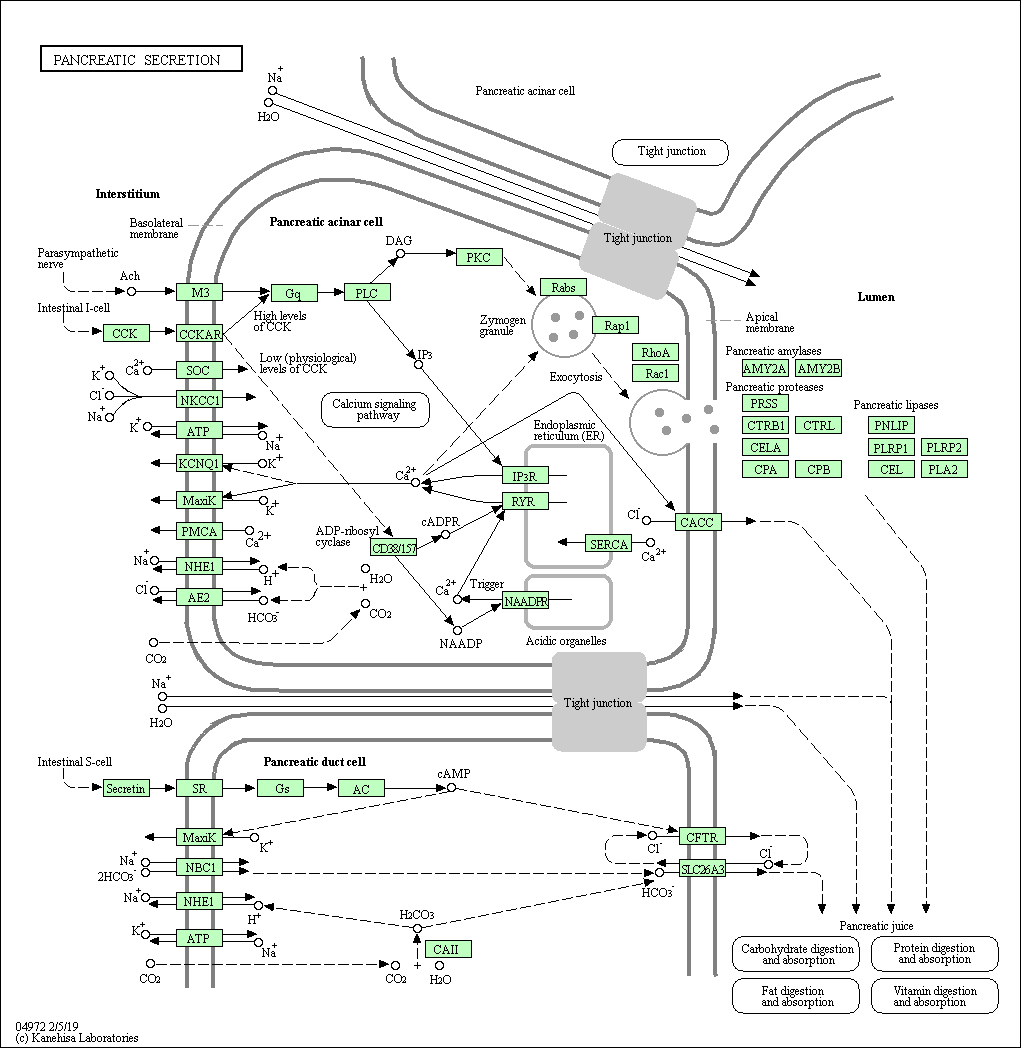 PANCREATIC SECRETION
Na+
H2O
Pancreatic acinar cell
Tight junction
Interstitium
Basolateral
membrane
Pancreatic acinar cell
Tight junction
Parasympathetic
nerve
Ach
M3
Gq
PLC
DAG
PKC
Rabs
Lumen
Intestinal I-cell
CCK
CCKAR
High levels
of CCK
IP3
Zymogen
granule
Rap1
Apical
membrane
Ca2+
SOC
Low (physiological)
levels of CCK
Exocytosis
RhoA
Rac1
Pancreatic amylases
AMY2A
AMY2B
Pancreatic proteases
PRSS
CTRB1
CTRL
CELA
CPA
CPB
Pancreatic lipases
PNLIP
PLRP1
PLRP2
CEL
PLA2
K+
Cl-
Na+
NKCC1
Calcium signaling
pathway
K+
ATP
Na+
KCNQ1
K+
Ca2+
Endoplasmic
reticulum (ER)
IP3R
RYR
MaxiK
K+
PMCA
Ca2+
ADP-ribosyl
cyclase
cADPR
CD38/157
Cl-
CACC
SERCA
Ca2+
Na+
NHE1
H+
H2O
+
CO2
Cl-
AE2
HCO3-
Ca2+
Trigger
NAADPR
NAADP
Acidic organelles
CO2
Na+
H2O
Tight junction
Intestinal S-cell
Pancreatic duct cell
Secretin
SR
Gs
AC
cAMP
MaxiK
K+
Cl-
CFTR
Cl-
Na+
2HCO3-
NBC1
HCO3-
SLC26A3
Na+
NHE1
H+
H2CO3
K+
ATP
Na+
CAII
CO2
CO2
+
H2O
Pancreatic juice
Carbohydrate digestion
and absorption
Protein digestion
and absorption
Fat digestion
and absorption
Vitamin digestion
and absorption
04972 2/5/19
(c) Kanehisa Laboratories